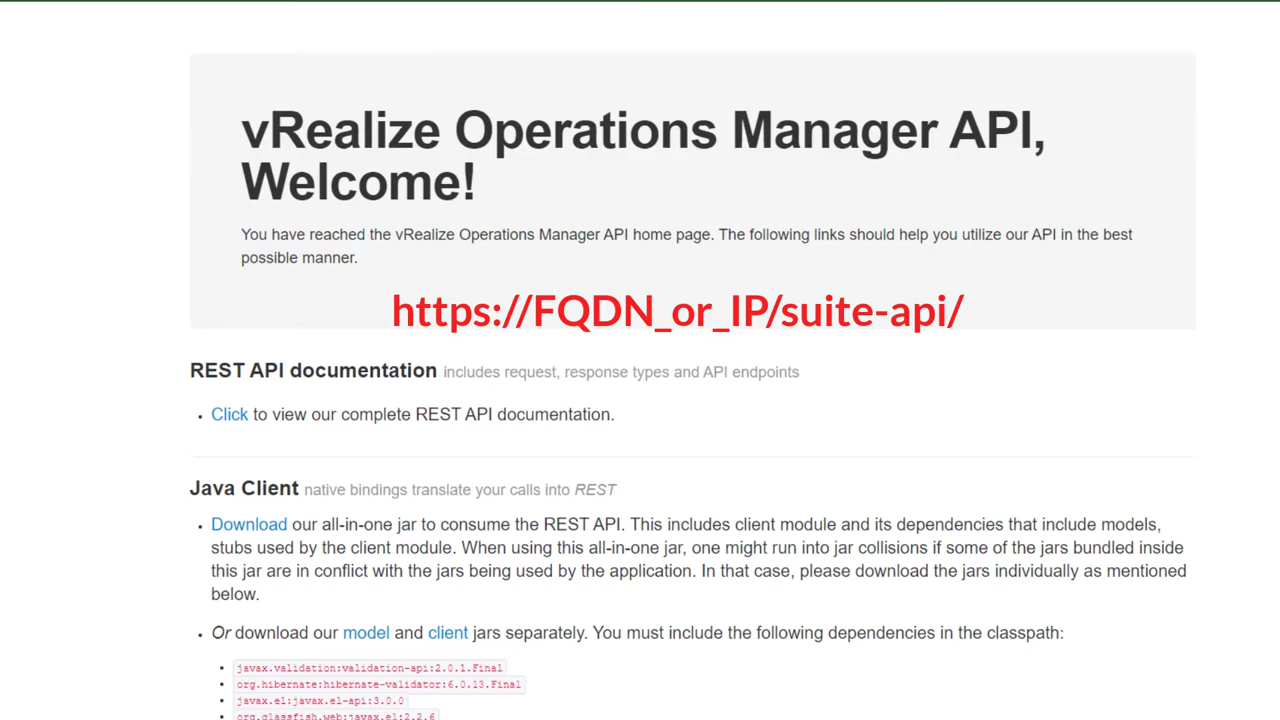 vRealize Operations Manager API,
Welcome!
You have reached the vRealize Operations Manager API home page. The following links should help you utilize our API in the best
possible manner.
https://FQDN_or_IP/suite-api/
REST API documentation includes request, response types and API endpoints
• Click to view our complete REST API documentation.
Java Client native bindings translate your calls into REST
• Download our all-in-one jar to consume the REST API. This includes client module and its dependencies that include models,
stubs used by the client module. When using this all-in-one jar, one might run into jar collisions if some of the jars bundled inside
this jar are in conflict with the jars being used by the application. In that case, please download the jars individually as mentioned
below.
• Or download our model and client jars separately. You must include the following dependencies in the classpath:
• javax.validation:validation-api:2.0.1.Final
• org.hibernate:hibernate-validator:6.0.13.Final
• javax.el:javax.el-api:3.0.0
• org.glassfish.web:javax.el:2.2.6